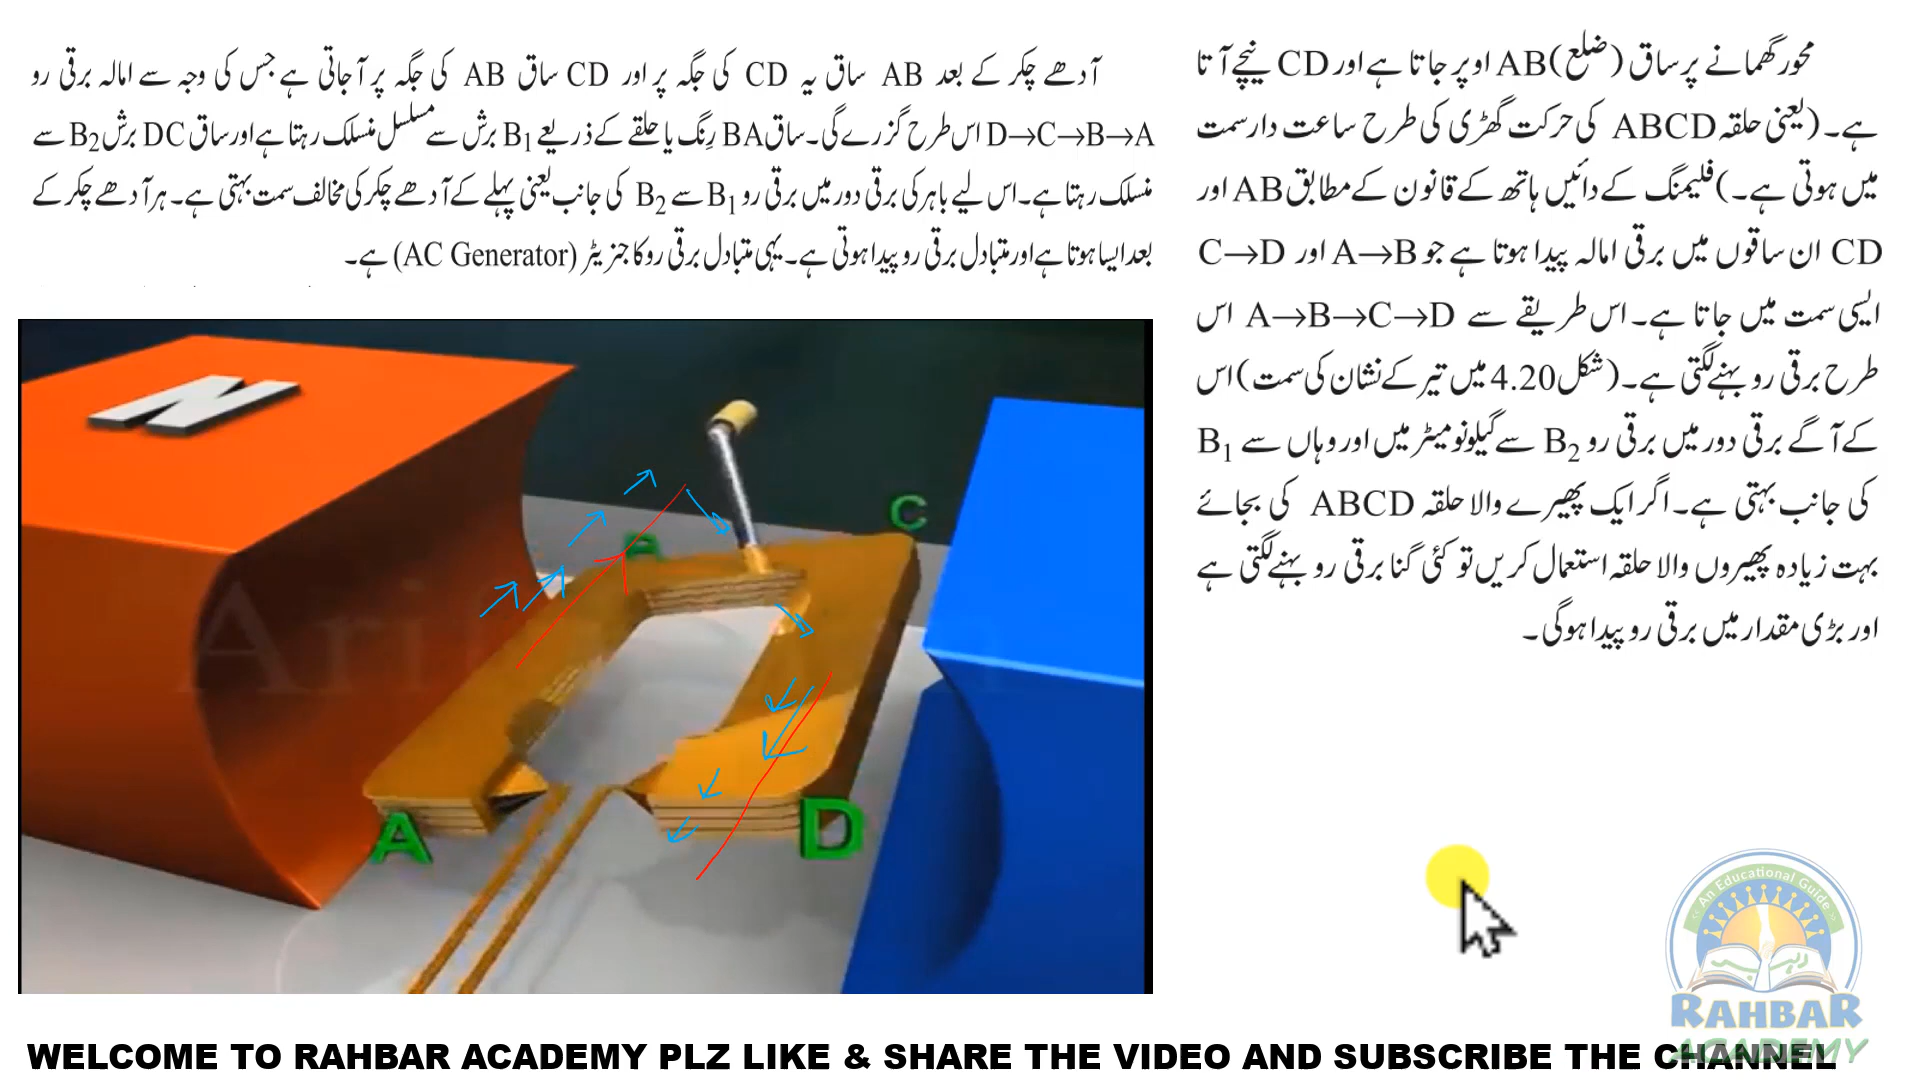 محور گھمانے پر ساق (ضلع) AB اوپر جاتا ہے اور CD نیچے آتا
ہے۔ (یعنی حلقہ ABCD کی حرکت گھڑی کی طرح ساعت دار سمت
میں ہوتی ہے۔) فلیمنگ کے دائیں ہاتھ کے قانون کے مطابق AB اور
CD ان ساقوں میں برقی امالہ پیدا ہوتا ہے جو A→B اور C→D
ایسی سمت میں جاتا ہے۔ اس طریقے سے A→B→C→D اس
طرح برقی رو بہنے لگتی ہے۔ (شکل 4.20 میں تیر کے نشان کی سمت) اس
کے آگے برقی دور میں برقی رو B2 سے گیلونومیٹر میں اور وہاں سے B1
کی جانب بہتی ہے۔ اگر ایک پھیرے والا حلقہ ABCD کی بجائے
بہت زیادہ پھیروں والا حلقہ استعمال کریں تو کئی گنا برقی رو بہنے لگتی ہے
اور بڑی مقدار میں برقی رو پیدا ہوگی۔
آدھے چکر کے بعد AB ساق یہ CD کی جگہ پر اور CD ساق AB کی جگہ پر آ جاتی ہے جس کی وجہ سے امالہ برقی رو
D→C→B→A اس طرح گزرے گی۔ ساق BA رِنگ یا حلقے کے ذریعے B1 برش سے مسلسل منسلک رہتا ہے اور ساق DC برش B2 سے
منسلک رہتا ہے۔ اس لیے باہر کی برقی دور میں برقی رو B1 سے B2 کی جانب یعنی پہلے کے آدھے چکر کی مخالف سمت بہتی ہے۔ ہر آدھے چکر کے
بعد ایسا ہوتا ہے اور متبادل برقی رو پیدا ہوتی ہے۔ یہی متبادل برقی رو کا جنریٹر (AC Generator) ہے۔
N
C
A
D
An Educational Guide
رہبر
RAHBAR
ACADEMY
WELCOME TO RAHBAR ACADEMY PLZ LIKE & SHARE THE VIDEO AND SUBSCRIBE THE CHANNEL